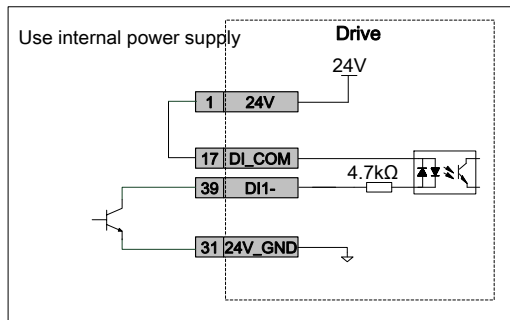 Use internal power supply
Drive
24V
1 24V
17 DI_COM
4.7kΩ
39 DI1-
31 24V_GND